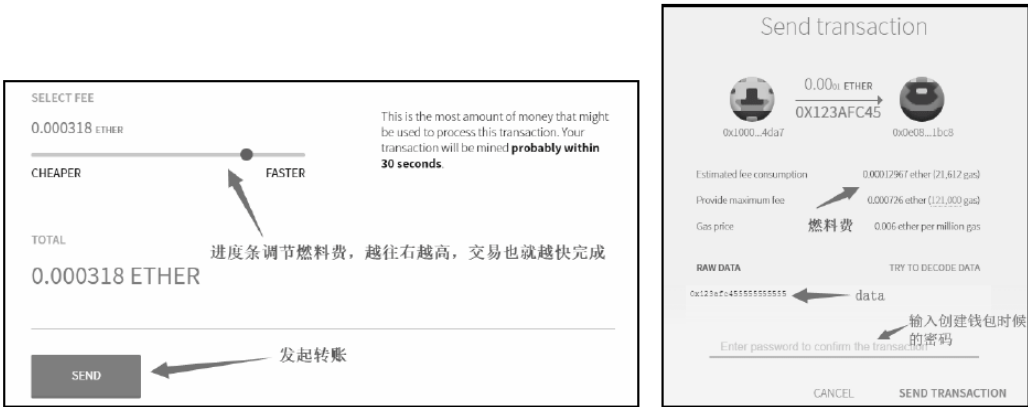 SELECT FEE
0.000318 ETHER
CHEAPER
FASTER
This is the most amount of money that might
be used to process this transaction. Your
transaction will be mined probably within
30 seconds.
进度条调节燃料费，越往右越高，交易也就越快完成
TOTAL
0.000318 ETHER
发起转账
SEND
Send transaction
0.0001 ETHER
0X123AFC45
0x1000...4da7
0x0e08...1bc8
Estimated fee consumption
0.00012967 ether (21,612 gas)
Provide maximum fee
0.000726 ether (121,000 gas)
Gas price
燃料费
0.006 ether per million gas
RAW DATA
TRY TO DECODE DATA
0x123afc455555555555
data
输入创建钱包时候
的密码
Enter password to confirm the transaction
CANCEL
SEND TRANSACTION